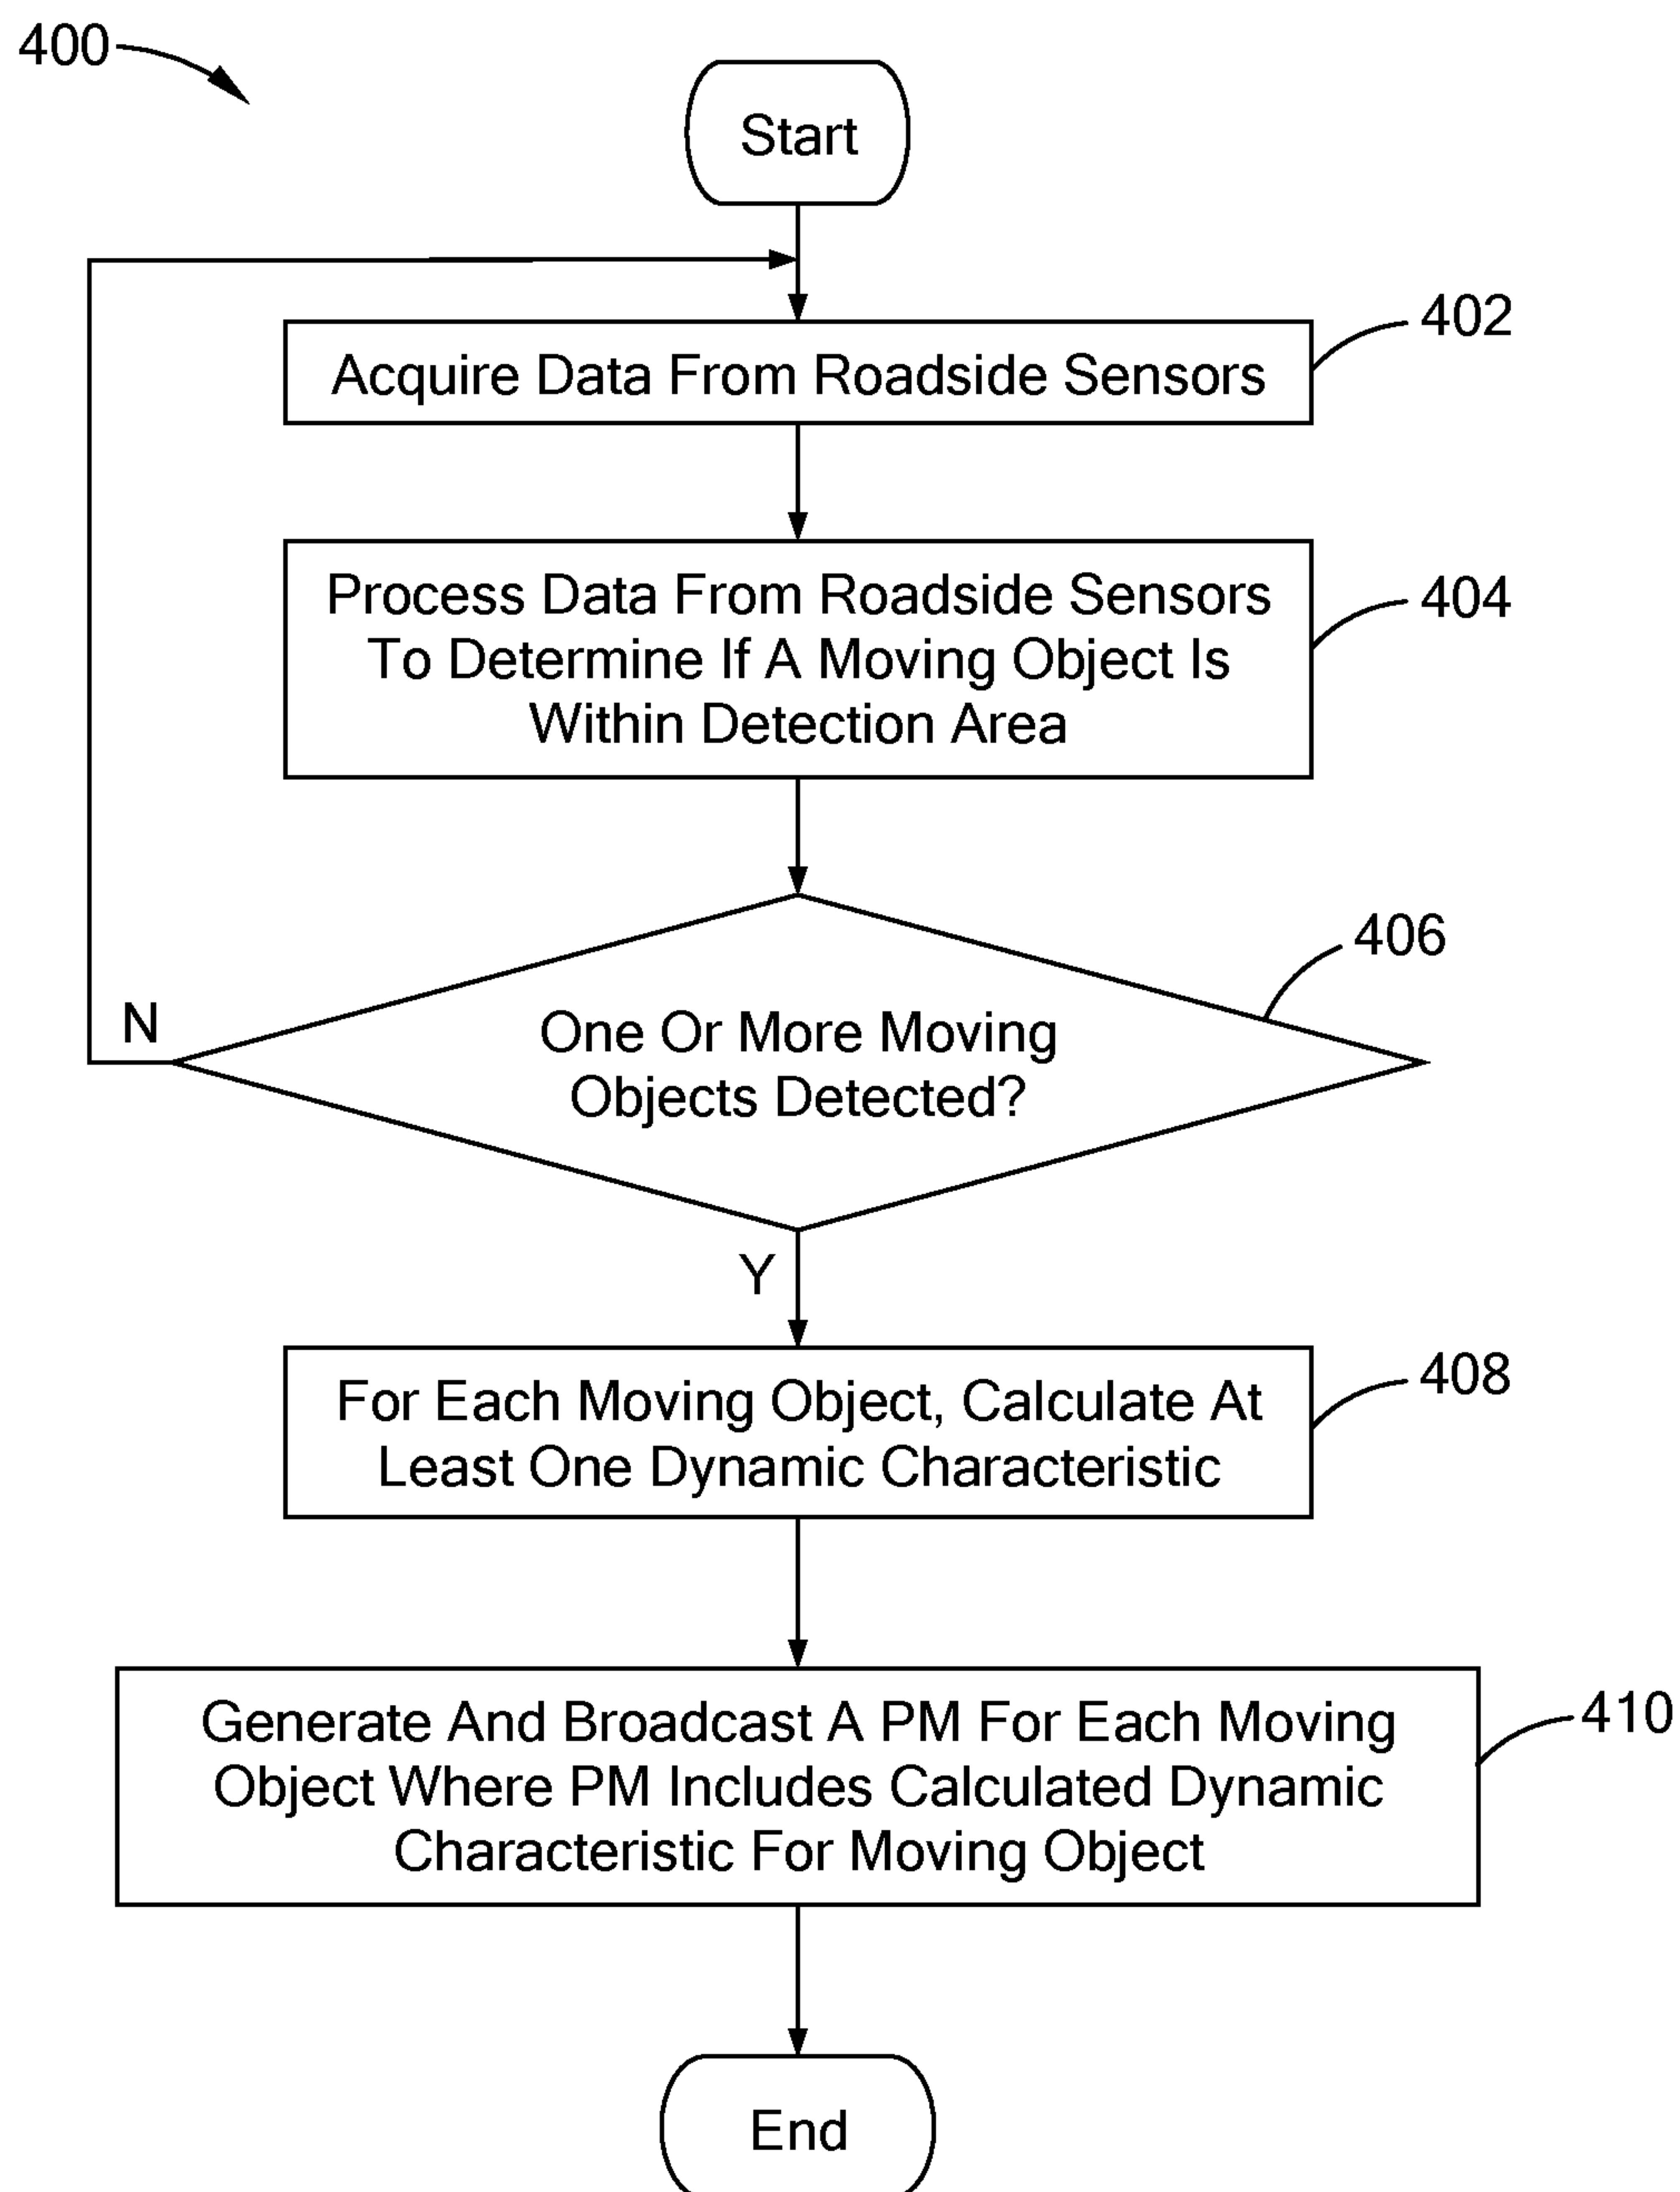 400
Start
402
Acquire Data From Roadside Sensors
404
Process Data From Roadside Sensors
To Determine If A Moving Object Is
Within Detection Area
406
N
One Or More Moving
Objects Detected?
Y
408
For Each Moving Object, Calculate At
Least One Dynamic Characteristic
410
Generate And Broadcast A PM For Each Moving
Object Where PM Includes Calculated Dynamic
Characteristic For Moving Object
End